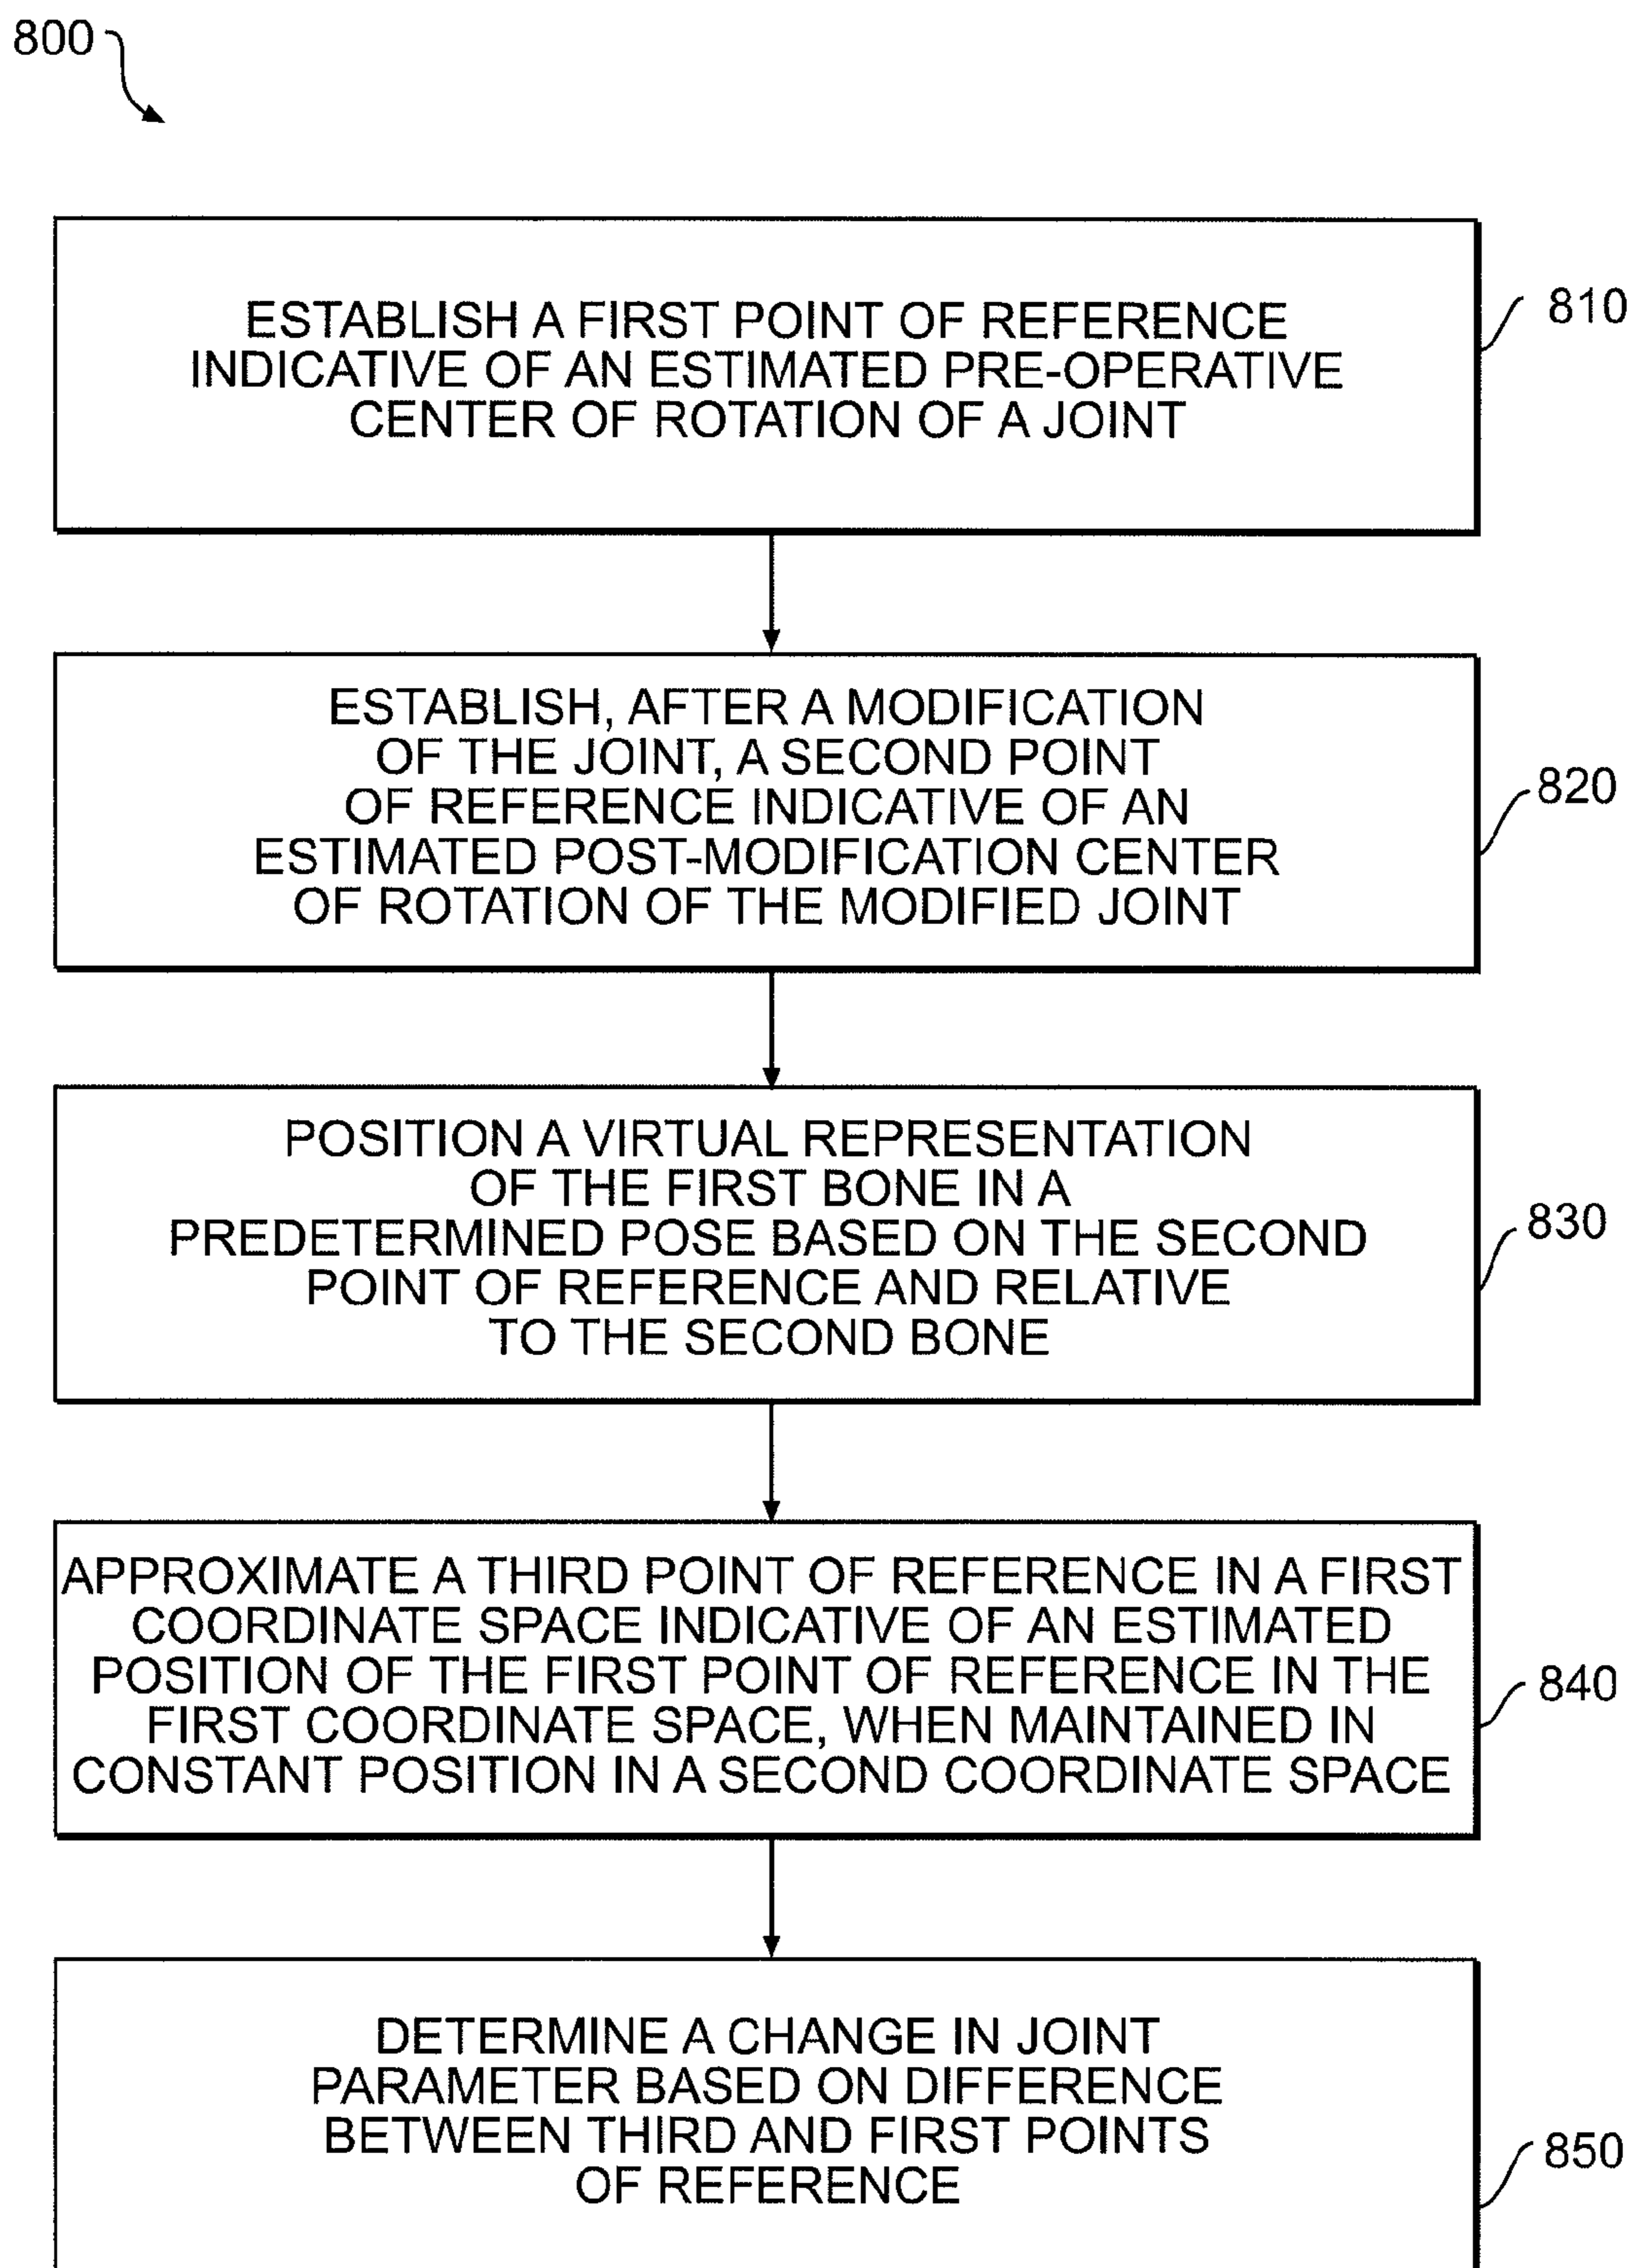 800
ESTABLISH A FIRST POINT OF REFERENCE
INDICATIVE OF AN ESTIMATED PRE-OPERATIVE
CENTER OF ROTATION OF A JOINT
810
ESTABLISH, AFTER A MODIFICATION
OF THE JOINT, A SECOND POINT
OF REFERENCE INDICATIVE OF AN
ESTIMATED POST-MODIFICATION CENTER
OF ROTATION OF THE MODIFIED JOINT
820
POSITION A VIRTUAL REPRESENTATION
OF THE FIRST BONE IN A
PREDETERMINED POSE BASED ON THE SECOND
POINT OF REFERENCE AND RELATIVE
TO THE SECOND BONE
830
APPROXIMATE A THIRD POINT OF REFERENCE IN A FIRST
COORDINATE SPACE INDICATIVE OF AN ESTIMATED
POSITION OF THE FIRST POINT OF REFERENCE IN THE
FIRST COORDINATE SPACE, WHEN MAINTAINED IN
CONSTANT POSITION IN A SECOND COORDINATE SPACE
840
DETERMINE A CHANGE IN JOINT
PARAMETER BASED ON DIFFERENCE
BETWEEN THIRD AND FIRST POINTS
OF REFERENCE
850